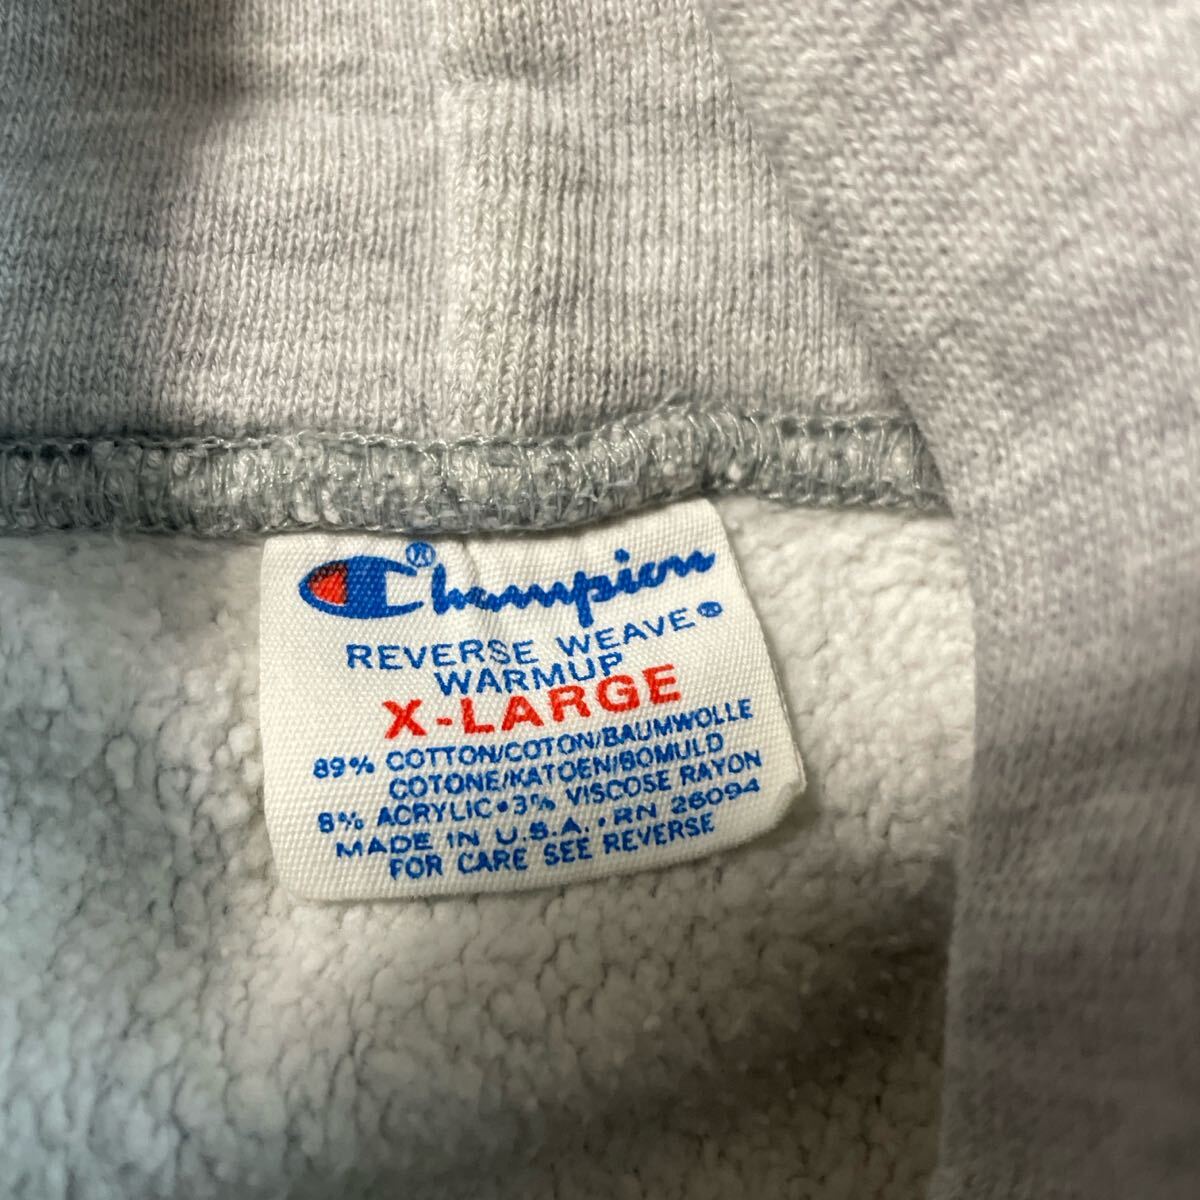 Champion®
REVERSE WEAVE®
WARMUP
X-LARGE
89% COTTON/COTON/BAUMWOLLE
COTONE/KATOEN/BOMULD
8% ACRYLIC•3% VISCOSE RAYON
MADE IN U.S.A. • RN 26094
FOR CARE SEE REVERSE